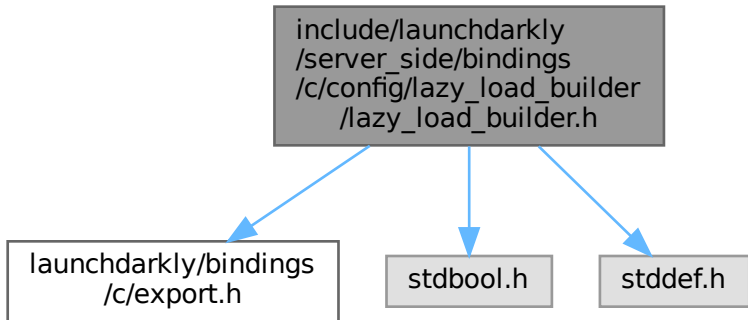 include/launchdarkly
/server_side/bindings
/c/config/lazy_load_builder
/lazy_load_builder.h
launchdarkly/bindings
/c/export.h
stdbool.h
stddef.h